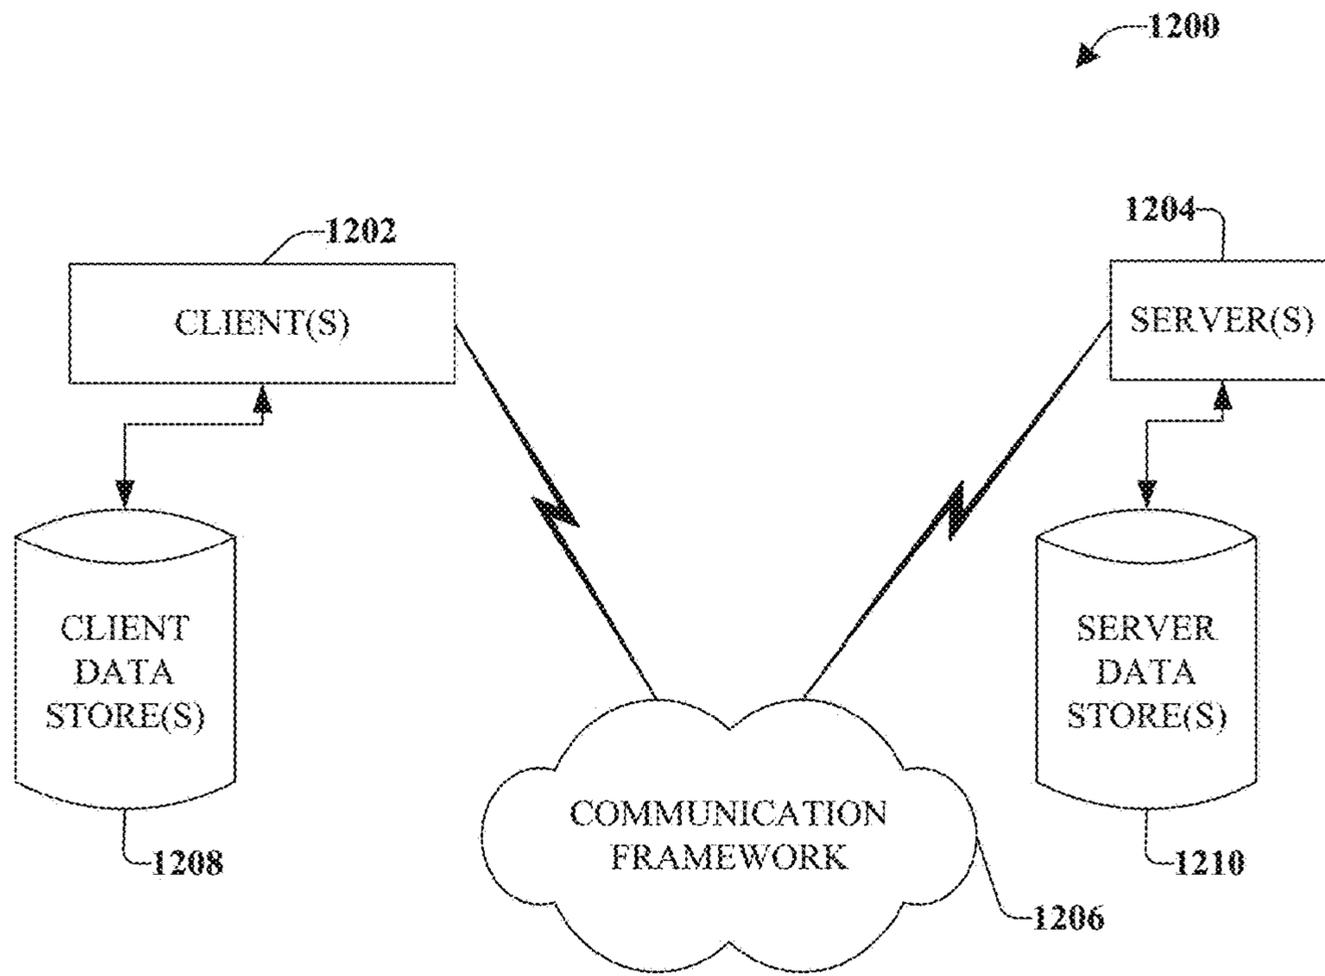 1200
1202
1204
CLIENT(S)
SERVER(S)
CLIENT
DATA
STORE(S)
SERVER
DATA
STORE(S)
COMMUNICATION
FRAMEWORK
1208
1210
1206